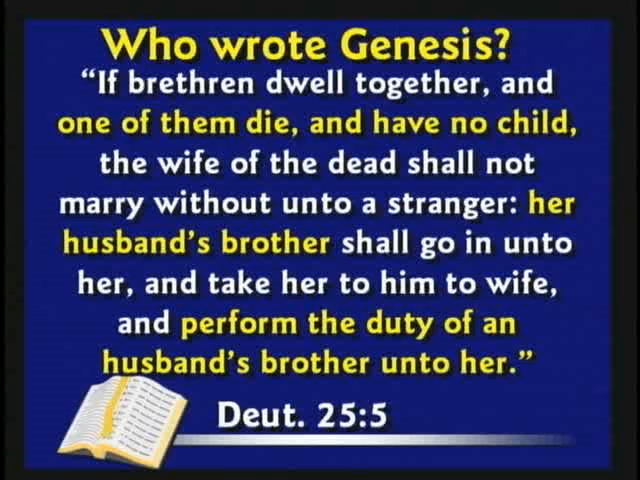 Who wrote Genesis?
“If brethren dwell together, and
one of them die, and have no child,
the wife of the dead shall not
marry without unto a stranger: her
husband’s brother shall go in unto
her, and take her to him to wife,
and perform the duty of an
husband’s brother unto her.”
Deut. 25:5